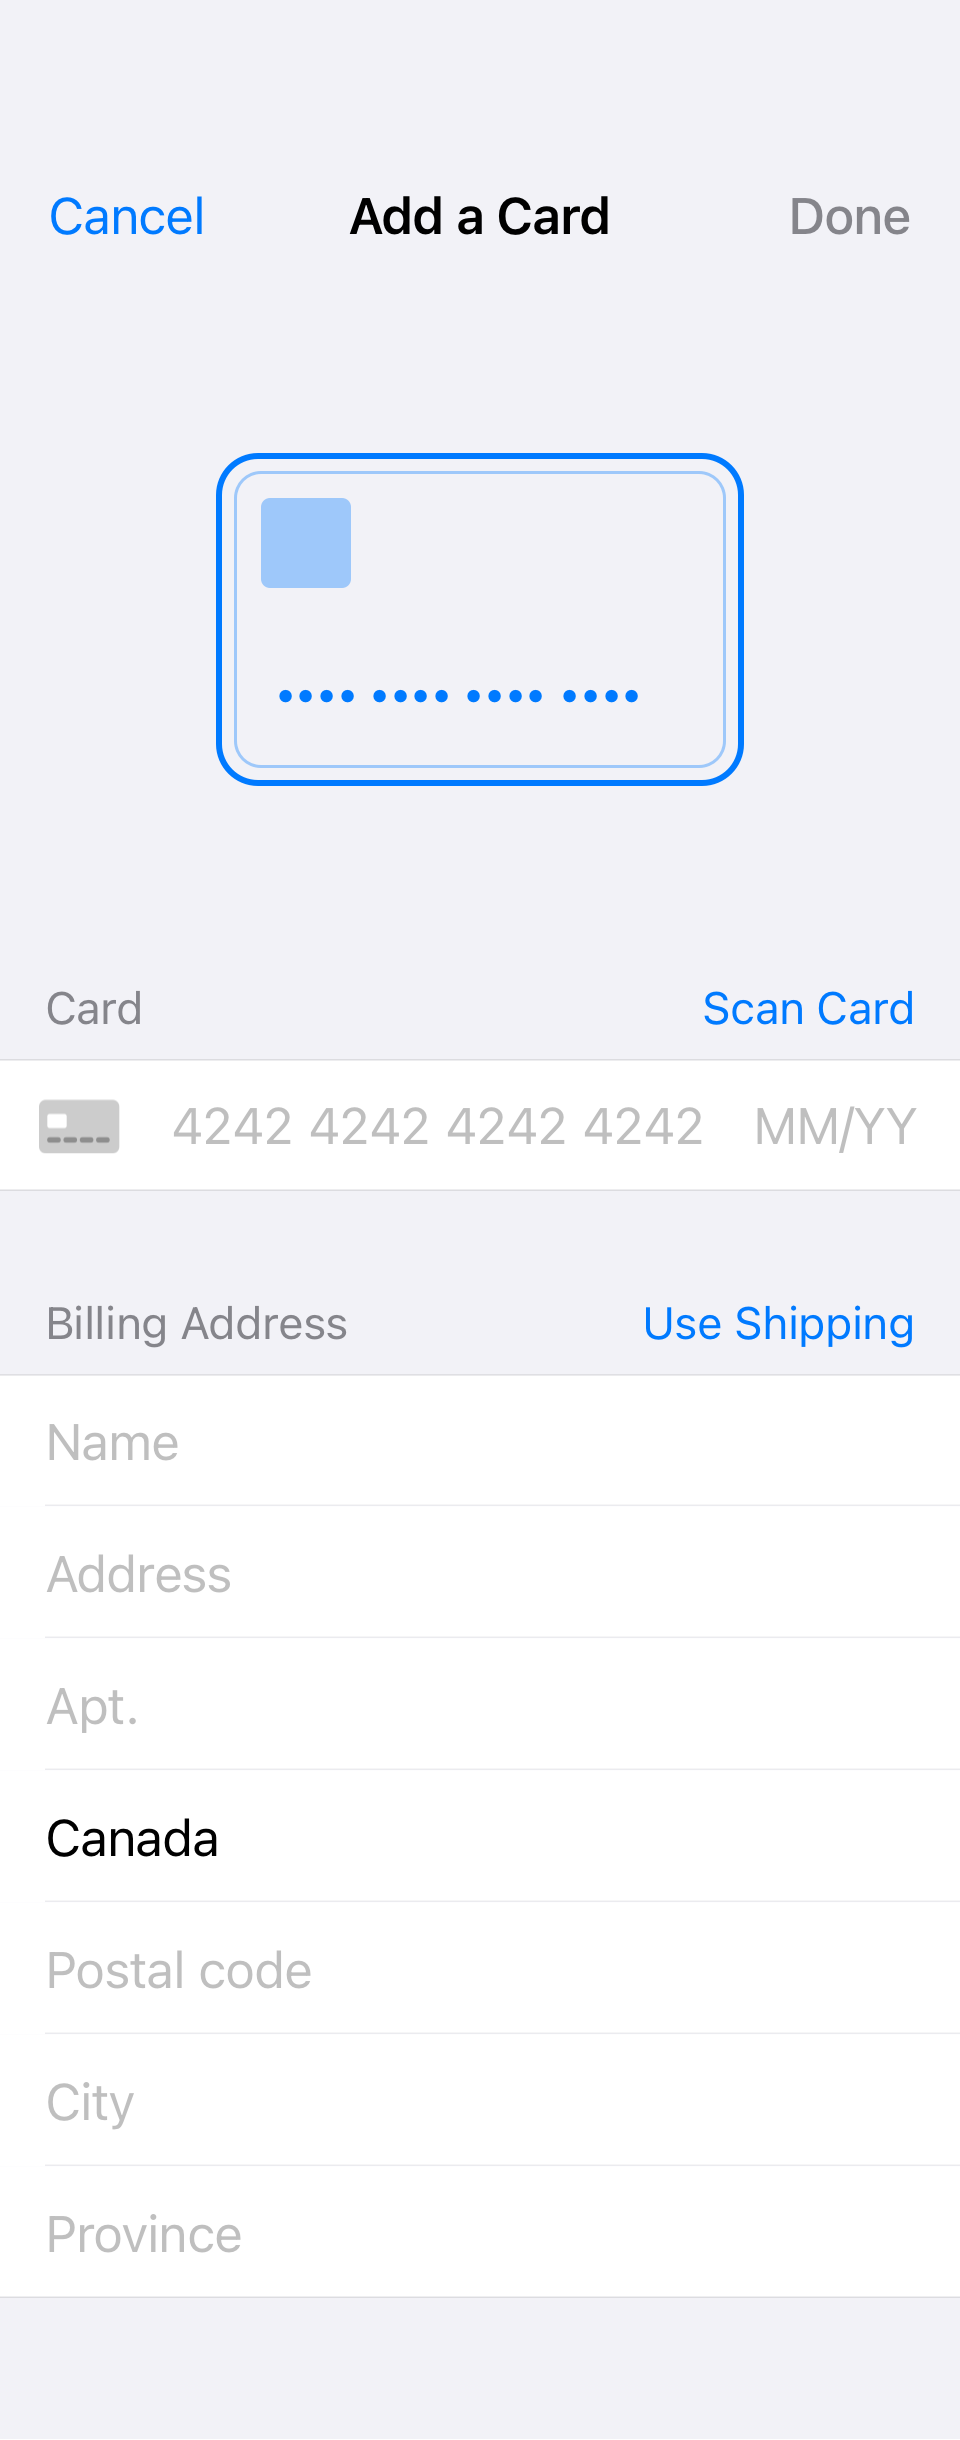 Cancel Add a Card Done
Card Scan Card
4242 4242 4242 4242 MM/YY
Billing Address Use Shipping
Name
Address
Apt.
Canada
Postal code
City
Province